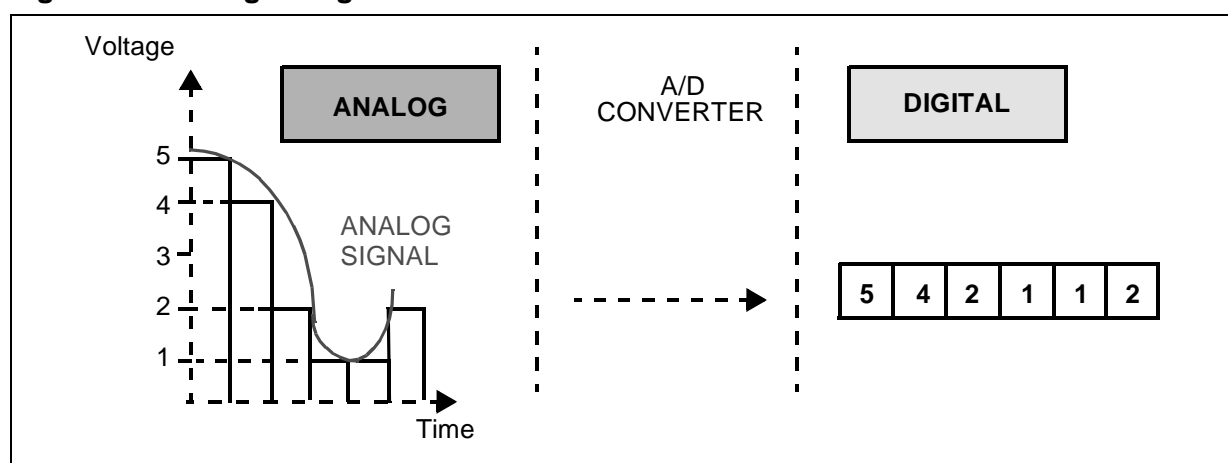 Voltage
ANALOG
A/D
CONVERTER
DIGITAL
5
4
3
2
1
ANALOG
SIGNAL
5 4 2 1 1 2
Time